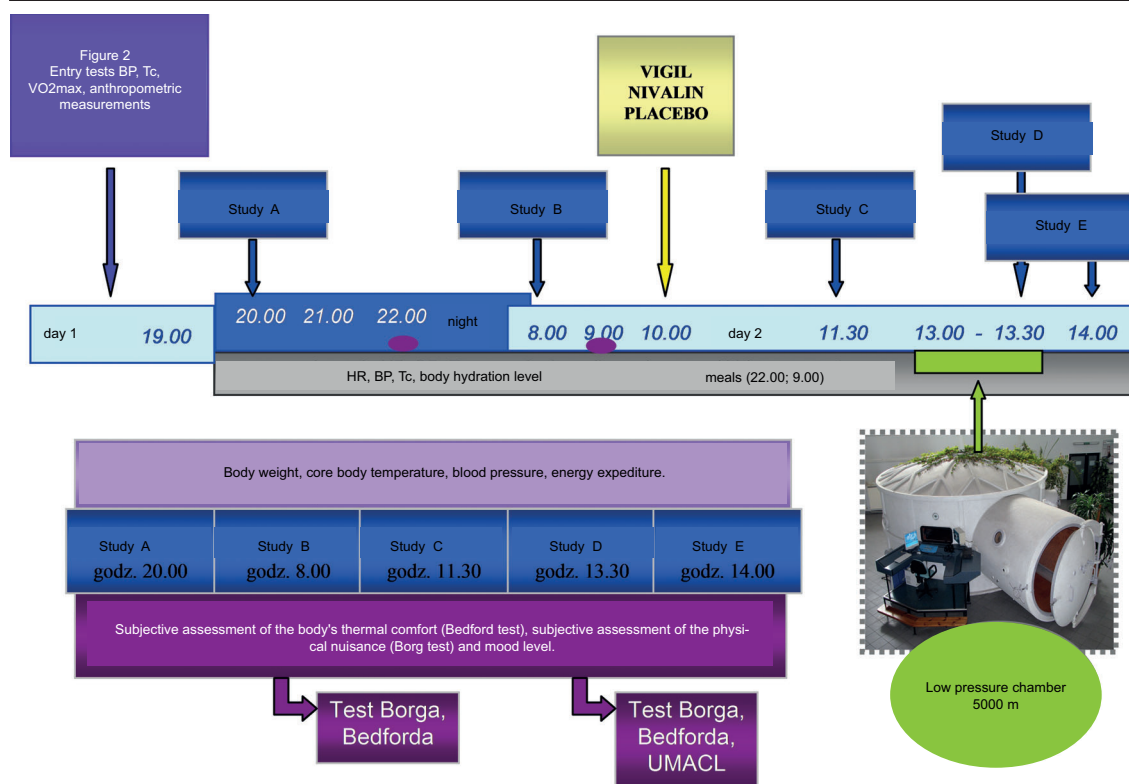 Figure 2
Entry tests BP, Tc,
VO2max, anthropometric
measurements
VIGIL
NIVALIN
PLACEBO
Study D
Study A
Study B
Study C
Study E
day 1
19.00
20.00 21.00 22.00 night
8.00 9.00 10.00 day 2 11.30 13.00 - 13.30 14.00
HR, BP, Tc, body hydration level meals (22.00; 9.00)
Body weight, core body temperature, blood pressure, energy expediture.
Study A
godz. 20.00
Study B
godz. 8.00
Study C
godz. 11.30
Study D
godz. 13.30
Study E
godz. 14.00
Subjective assessment of the body's thermal comfort (Bedford test), subjective assessment of the physi-
cal nuisance (Borg test) and mood level.
Test Borga,
Bedforda
Test Borga,
Bedforda,
UMACL
Low pressure chamber
5000 m